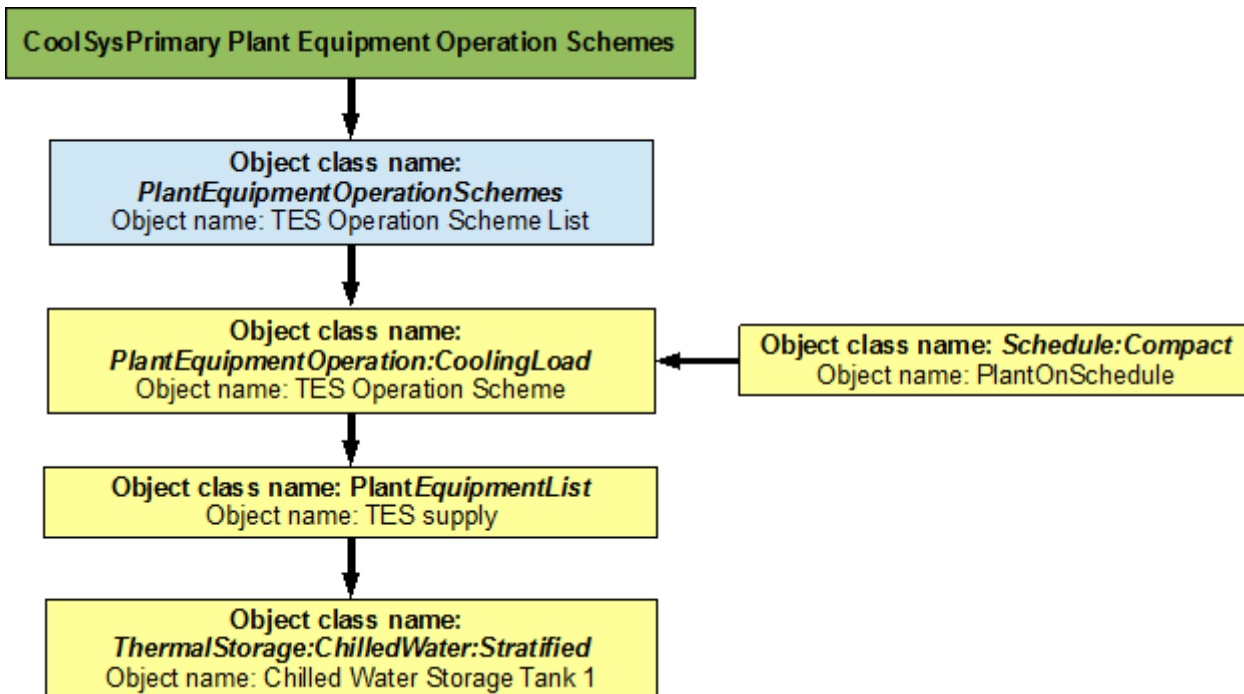 CoolSysPrimary Plant Equipment Operation Schemes
Object class name:
PlantEquipmentOperationSchemes
Object name: TES Operation Scheme List
Object class name:
PlantEquipmentOperation:CoolingLoad
Object name: TES Operation Scheme
Object class name: Schedule:Compact
Object name: PlantOnSchedule
Object class name: PlantEquipmentList
Object name: TES supply
Object class name:
ThermalStorage:ChilledWater:Stratified
Object name: Chilled Water Storage Tank 1